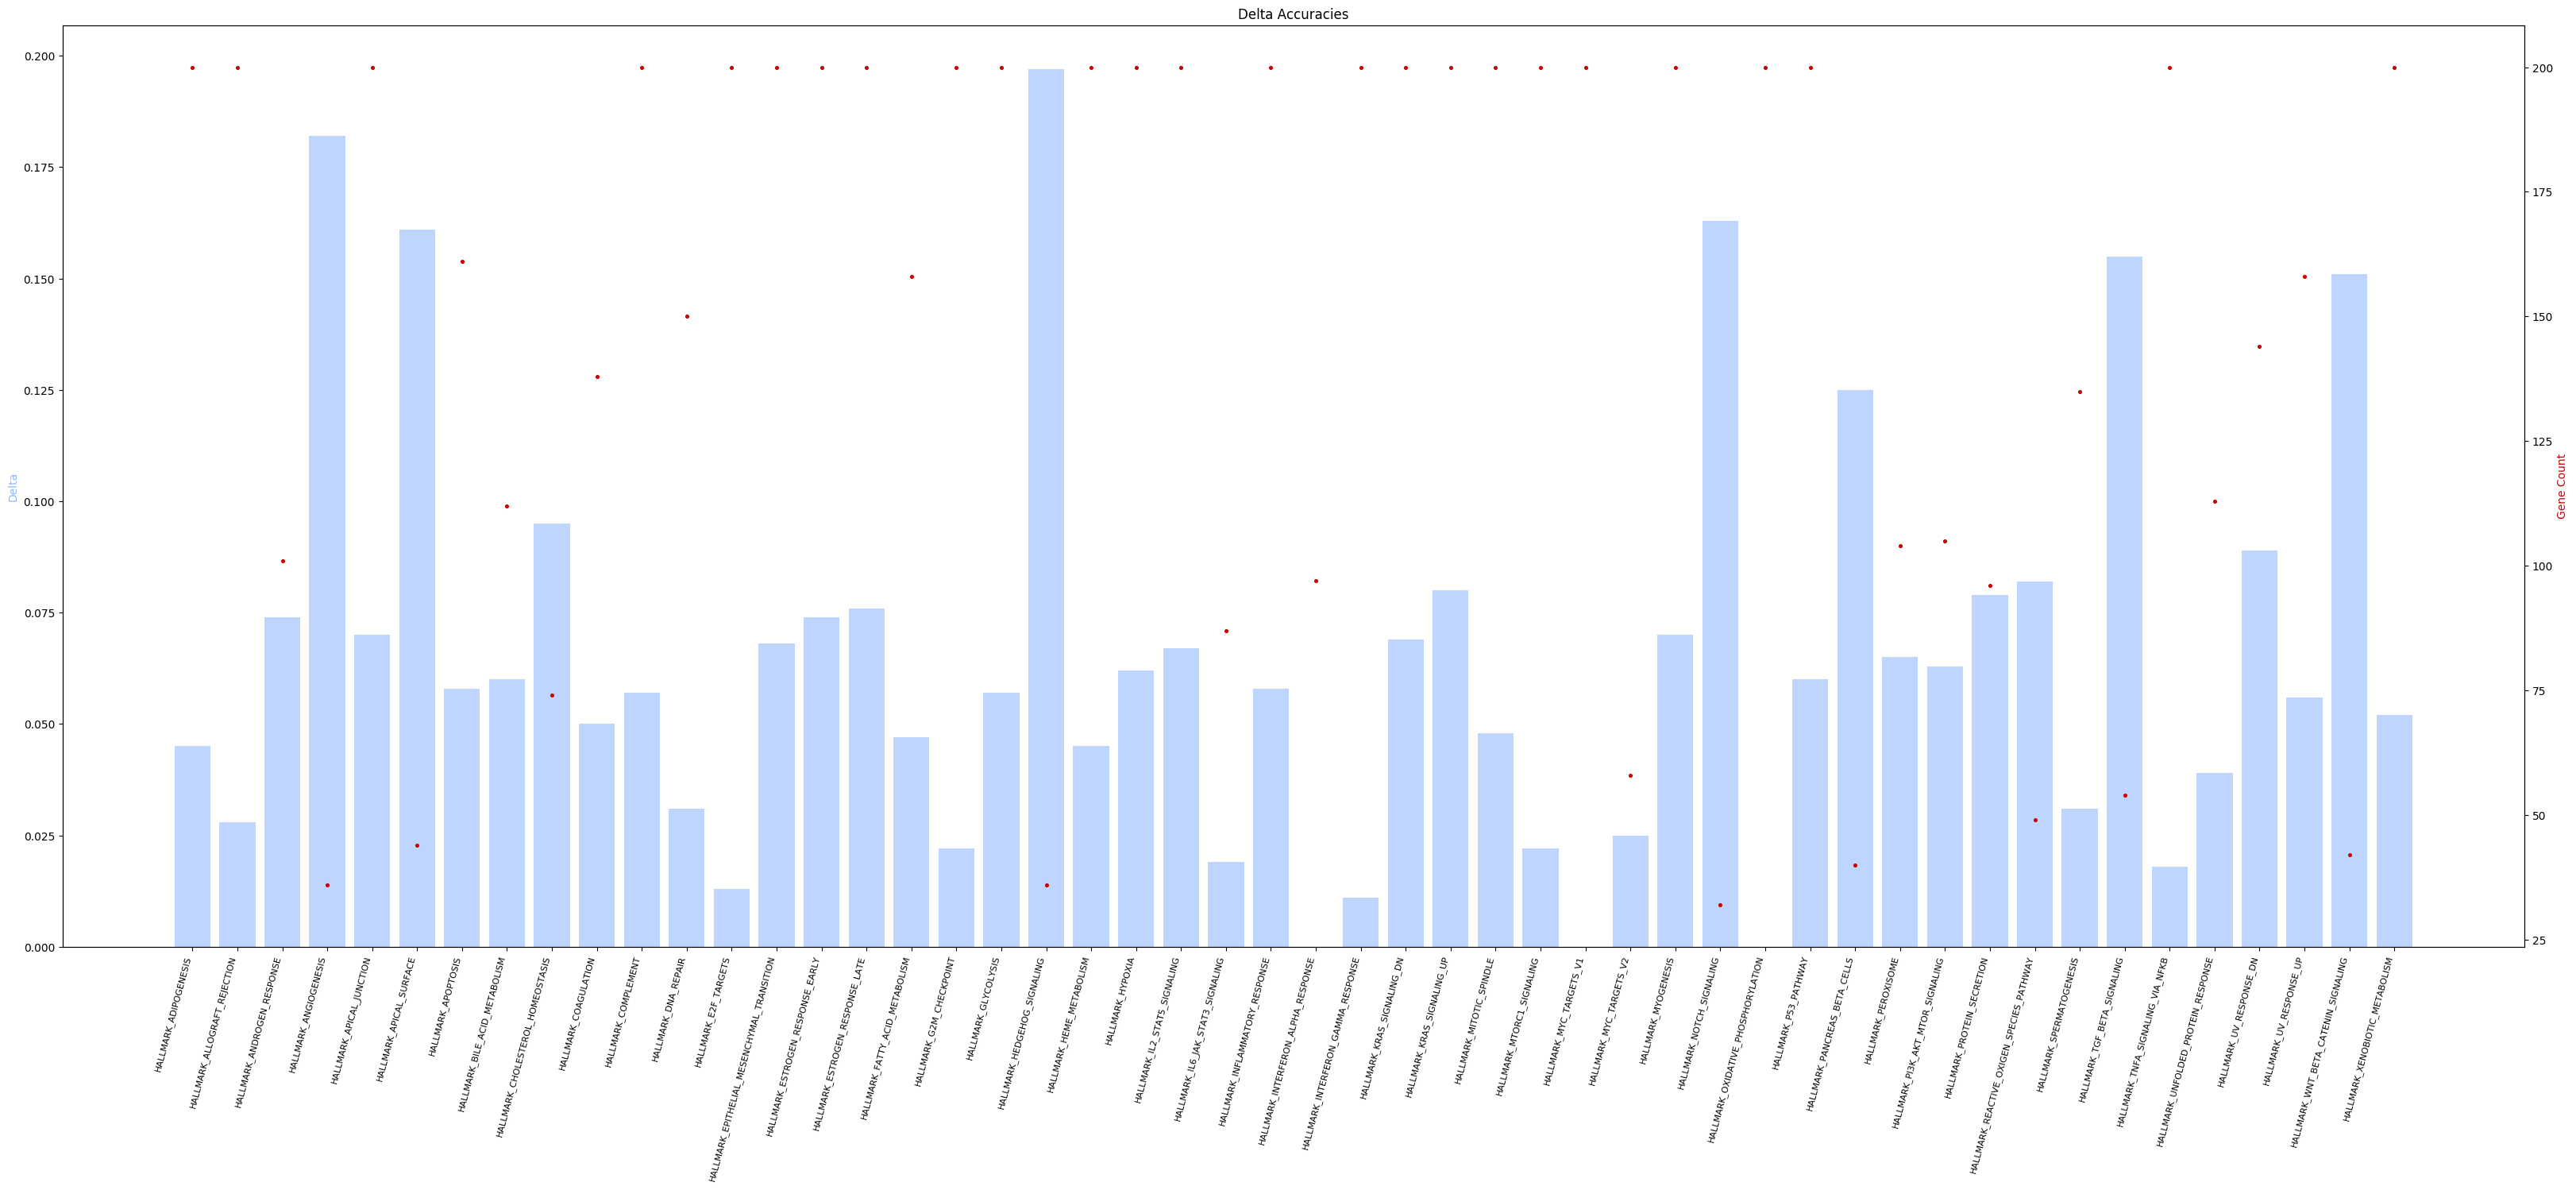 Delta Accuracies
0.200
0.175
0.150
0.125
0.100
0.075
0.050
0.025
0.000
Delta
200
175
150
125
100
75
50
25
Gene Count
HALLMARK_ADIPOGENESIS
HALLMARK_ALLOGRAFT_REJECTION
HALLMARK_ANDROGEN_RESPONSE
HALLMARK_ANGIOGENESIS
HALLMARK_APICAL_JUNCTION
HALLMARK_APICAL_SURFACE
HALLMARK_APOPTOSIS
HALLMARK_BILE_ACID_METABOLISM
HALLMARK_CHOLESTEROL_HOMEOSTASIS
HALLMARK_COAGULATION
HALLMARK_COMPLEMENT
HALLMARK_DNA_REPAIR
HALLMARK_E2F_TARGETS
HALLMARK_EPITHELIAL_MESENCHYMAL_TRANSITION
HALLMARK_ESTROGEN_RESPONSE_EARLY
HALLMARK_ESTROGEN_RESPONSE_LATE
HALLMARK_FATTY_ACID_METABOLISM
HALLMARK_G2M_CHECKPOINT
HALLMARK_GLYCOLYSIS
HALLMARK_HEDGEHOG_SIGNALING
HALLMARK_HEME_METABOLISM
HALLMARK_HYPOXIA
HALLMARK_IL2_STAT5_SIGNALING
HALLMARK_IL6_JAK_STAT3_SIGNALING
HALLMARK_INFLAMMATORY_RESPONSE
HALLMARK_INTERFERON_ALPHA_RESPONSE
HALLMARK_INTERFERON_GAMMA_RESPONSE
HALLMARK_KRAS_SIGNALING_DN
HALLMARK_KRAS_SIGNALING_UP
HALLMARK_MITOTIC_SPINDLE
HALLMARK_MTORC1_SIGNALING
HALLMARK_MYC_TARGETS_V1
HALLMARK_MYC_TARGETS_V2
HALLMARK_MYOGENESIS
HALLMARK_NOTCH_SIGNALING
HALLMARK_OXIDATIVE_PHOSPHORYLATION
HALLMARK_P53_PATHWAY
HALLMARK_PANCREAS_BETA_CELLS
HALLMARK_PEROXISOME
HALLMARK_PI3K_AKT_MTOR_SIGNALING
HALLMARK_PROTEIN_SECRETION
HALLMARK_REACTIVE_OXIGEN_SPECIES_PATHWAY
HALLMARK_SPERMATOGENESIS
HALLMARK_TGF_BETA_SIGNALING
HALLMARK_TNFA_SIGNALING_VIA_NFKB
HALLMARK_UNFOLDED_PROTEIN_RESPONSE
HALLMARK_UV_RESPONSE_DN
HALLMARK_UV_RESPONSE_UP
HALLMARK_WNT_BETA_CATENIN_SIGNALING
HALLMARK_XENOBIOTIC_METABOLISM